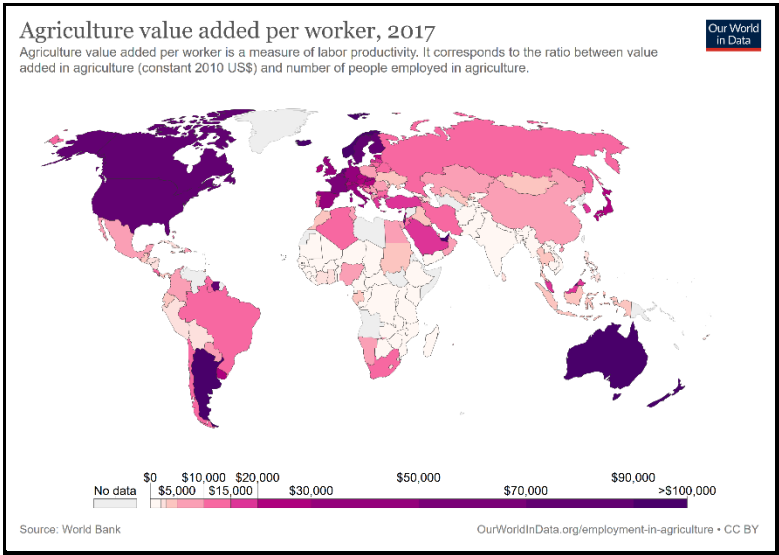 Agriculture value added per worker, 2017
Our World
in Data
Agriculture value added per worker is a measure of labor productivity. It corresponds to the ratio between value
added in agriculture (constant 2010 US$) and number of people employed in agriculture.
$0 $10,000 $20,000 $50,000 $90,000
No data $5,000 $15,000 $30,000 $70,000 >$100,000
Source: World Bank
OurWorldInData.org/employment-in-agriculture • CC BY